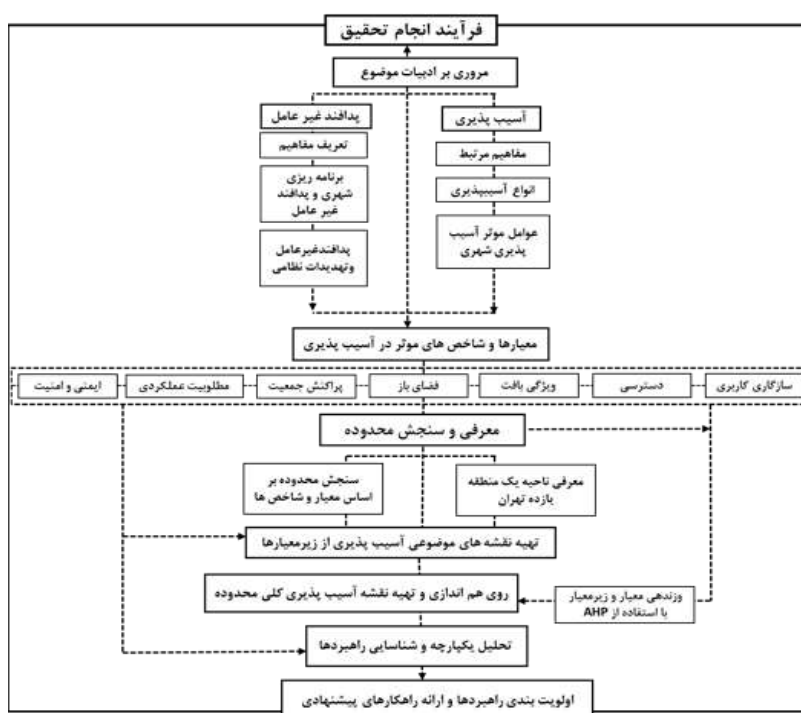 فرآیند انجام تحقیق
مروری بر ادبیات موضوع
آسیب پذیری
مفاهیم مرتبط
انواع آسیبپذیری
عوامل موثر آسیب
پذیری شهری
پدافند غیر عامل
تعریف مفاهیم
برنامه ریزی
شهری و پدافند
غیر عامل
پدافندغیرعامل
وتهدیدات نظامی
معیارها و شاخص های موثر در آسیب پذیری
سازگاری کاربری
دسترسی
ویژگی بافت
فضای باز
پراکنش جمعیت
مطلوبیت عملکردی
ایمنی و امنیت
معرفی و سنجش محدوده
معرفی ناحیه یک منطقه
یازده تهران
سنجش محدوده بر
اساس معیار و شاخص ها
تهیه نقشه های موضوعی آسیب پذیری از زیرمعیارها
روی هم اندازی و تهیه نقشه آسیب پذیری کلی محدوده
وزندهی معیار و زیرمعیار
با استفاده از AHP
تحلیل یکپارچه و شناسایی راهبردها
اولویت بندی راهبردها و ارائه راهکارهای پیشنهادی